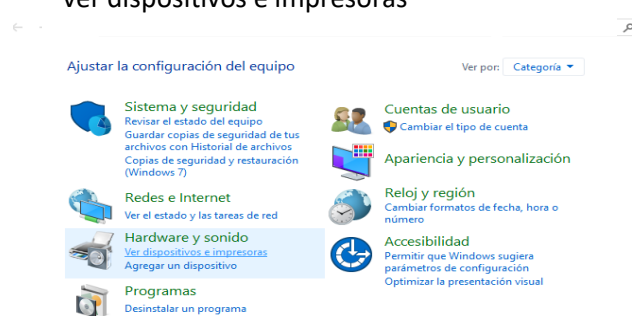 ver dispositivos e impresoras
Ajustar la configuración del equipo
Ver por: Categoría
Sistema y seguridad
Revisar el estado del equipo
Guardar copias de seguridad de tus
archivos con Historial de archivos
Copias de seguridad y restauración
(Windows 7)
Redes e Internet
Ver el estado y las tareas de red
Hardware y sonido
Ver dispositivos e impresoras
Agregar un dispositivo
Programas
Desinstalar un programa
Cuentas de usuario
Cambiar el tipo de cuenta
Apariencia y personalización
Reloj y región
Cambiar formatos de fecha, hora o
número
Accesibilidad
Permitir que Windows sugiera
parámetros de configuración
Optimizar la presentación visual